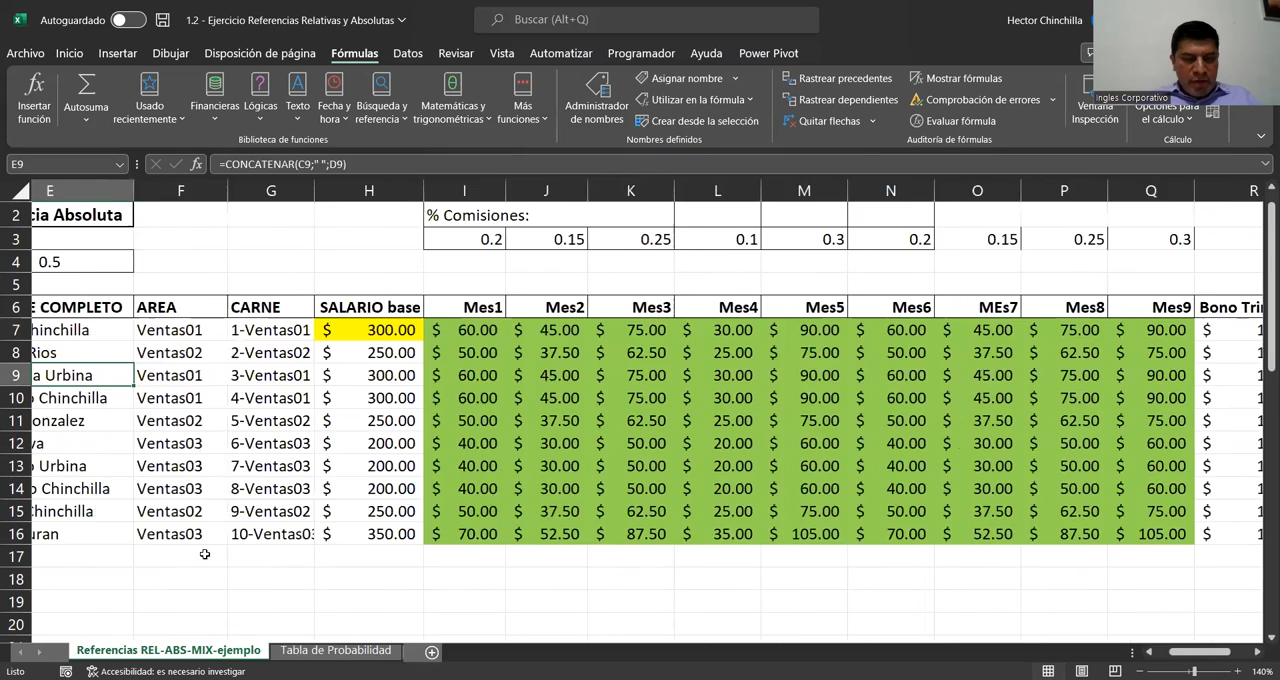 Autoguardado 1.2 - Ejercicio Referencias Relativas y Absolutas Buscar (Alt+Q) Hector Chinchilla
Archivo Inicio Insertar Dibujar Disposición de página Fórmulas Datos Revisar Vista Automatizar Programador Ayuda Power Pivot
Ingles Corporativo
Insertar función
Autosuma
Usado recientemente
Financieras
Lógicas
Texto
Fecha y hora
Búsqueda y referencia
Matemáticas y trigonométricas
Más funciones
Biblioteca de funciones
Administrador de nombres
Asignar nombre
Utilizar en la fórmula
Crear desde la selección
Nombres definidos
Rastrear precedentes
Rastrear dependientes
Quitar flechas
Mostrar fórmulas
Comprobación de errores
Evaluar fórmula
Auditoría de fórmulas
Ventana Inspección
Opciones para el cálculo
Cálculo
E9 fx =CONCATENAR(C9;" ";D9)
E F G H I J K L M N O P Q R
2 cia Absoluta % Comisiones:
3 0.2 0.15 0.25 0.1 0.3 0.2 0.15 0.25 0.3
4 0.5
5
6 E COMPLETO AREA CARNE SALARIO base Mes1 Mes2 Mes3 Mes4 Mes5 Mes6 MEs7 Mes8 Mes9 Bono Trin
7 hinchilla Ventas01 1-Ventas01 $ 300.00 $ 60.00 $ 45.00 $ 75.00 $ 30.00 $ 90.00 $ 60.00 $ 45.00 $ 75.00 $ 90.00 $ 1
8 Rios Ventas02 2-Ventas02 $ 250.00 $ 50.00 $ 37.50 $ 62.50 $ 25.00 $ 75.00 $ 50.00 $ 37.50 $ 62.50 $ 75.00 $ 1
9 a Urbina Ventas01 3-Ventas01 $ 300.00 $ 60.00 $ 45.00 $ 75.00 $ 30.00 $ 90.00 $ 60.00 $ 45.00 $ 75.00 $ 90.00 $ 1
10 o Chinchilla Ventas01 4-Ventas01 $ 300.00 $ 60.00 $ 45.00 $ 75.00 $ 30.00 $ 90.00 $ 60.00 $ 45.00 $ 75.00 $ 90.00 $ 1
11 onzalez Ventas02 5-Ventas02 $ 250.00 $ 50.00 $ 37.50 $ 62.50 $ 25.00 $ 75.00 $ 50.00 $ 37.50 $ 62.50 $ 75.00 $ 1
12 va Ventas03 6-Ventas03 $ 200.00 $ 40.00 $ 30.00 $ 50.00 $ 20.00 $ 60.00 $ 40.00 $ 30.00 $ 50.00 $ 60.00 $ 1
13 o Urbina Ventas03 7-Ventas03 $ 200.00 $ 40.00 $ 30.00 $ 50.00 $ 20.00 $ 60.00 $ 40.00 $ 30.00 $ 50.00 $ 60.00 $ 1
14 o Chinchilla Ventas03 8-Ventas03 $ 200.00 $ 40.00 $ 30.00 $ 50.00 $ 20.00 $ 60.00 $ 40.00 $ 30.00 $ 50.00 $ 60.00 $ 1
15 hinchilla Ventas02 9-Ventas02 $ 250.00 $ 50.00 $ 37.50 $ 62.50 $ 25.00 $ 75.00 $ 50.00 $ 37.50 $ 62.50 $ 75.00 $ 1
16 uran Ventas03 10-Ventas03 $ 350.00 $ 70.00 $ 52.50 $ 87.50 $ 35.00 $ 105.00 $ 70.00 $ 52.50 $ 87.50 $ 105.00 $ 1
17
18
19
20
Referencias REL-ABS-MIX-ejemplo Tabla de Probabilidad
Listo Accesibilidad: es necesario investigar 140%